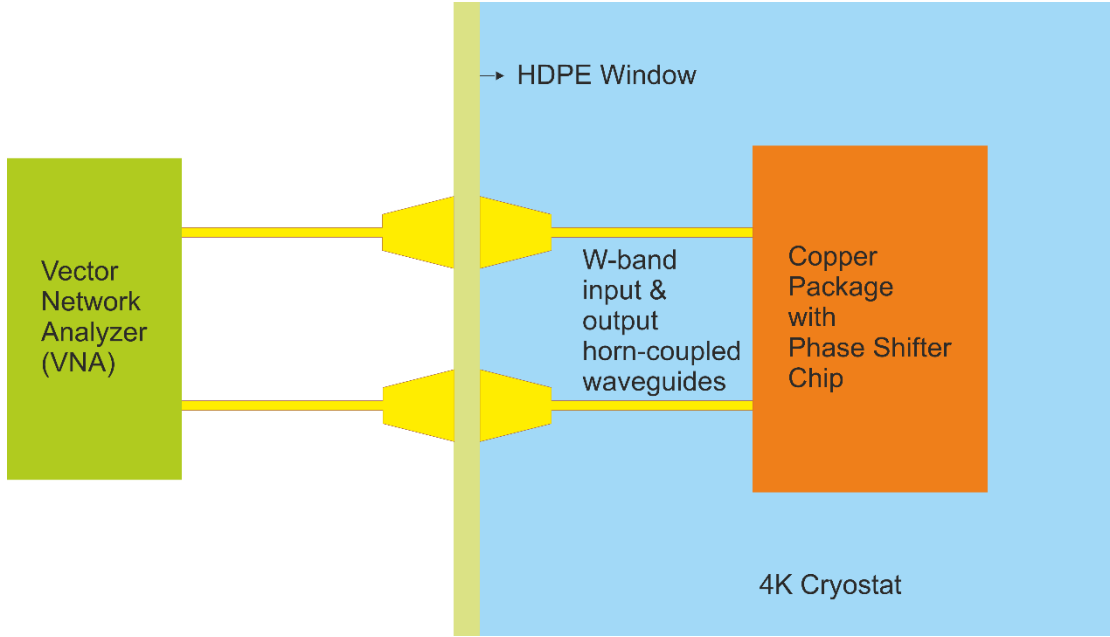 HDPE Window
Vector
Network
Analyzer
(VNA)
W-band
input &
output
horn-coupled
waveguides
Copper
Package
with
Phase Shifter
Chip
4K Cryostat